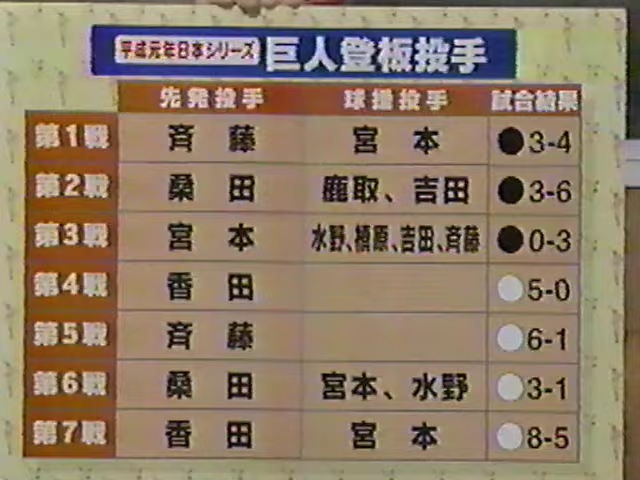 平成元年日本シリーズ 巨人登板投手
先発投手 救援投手 試合結果
第1戦 斉藤 宮本 ●3-4
第2戦 桑田 鹿取、吉田 ●3-6
第3戦 宮本 水野、槙原、吉田、斉藤 ●0-3
第4戦 香田 ○5-0
第5戦 斉藤 ○6-1
第6戦 桑田 宮本、水野 ○3-1
第7戦 香田 宮本 ○8-5